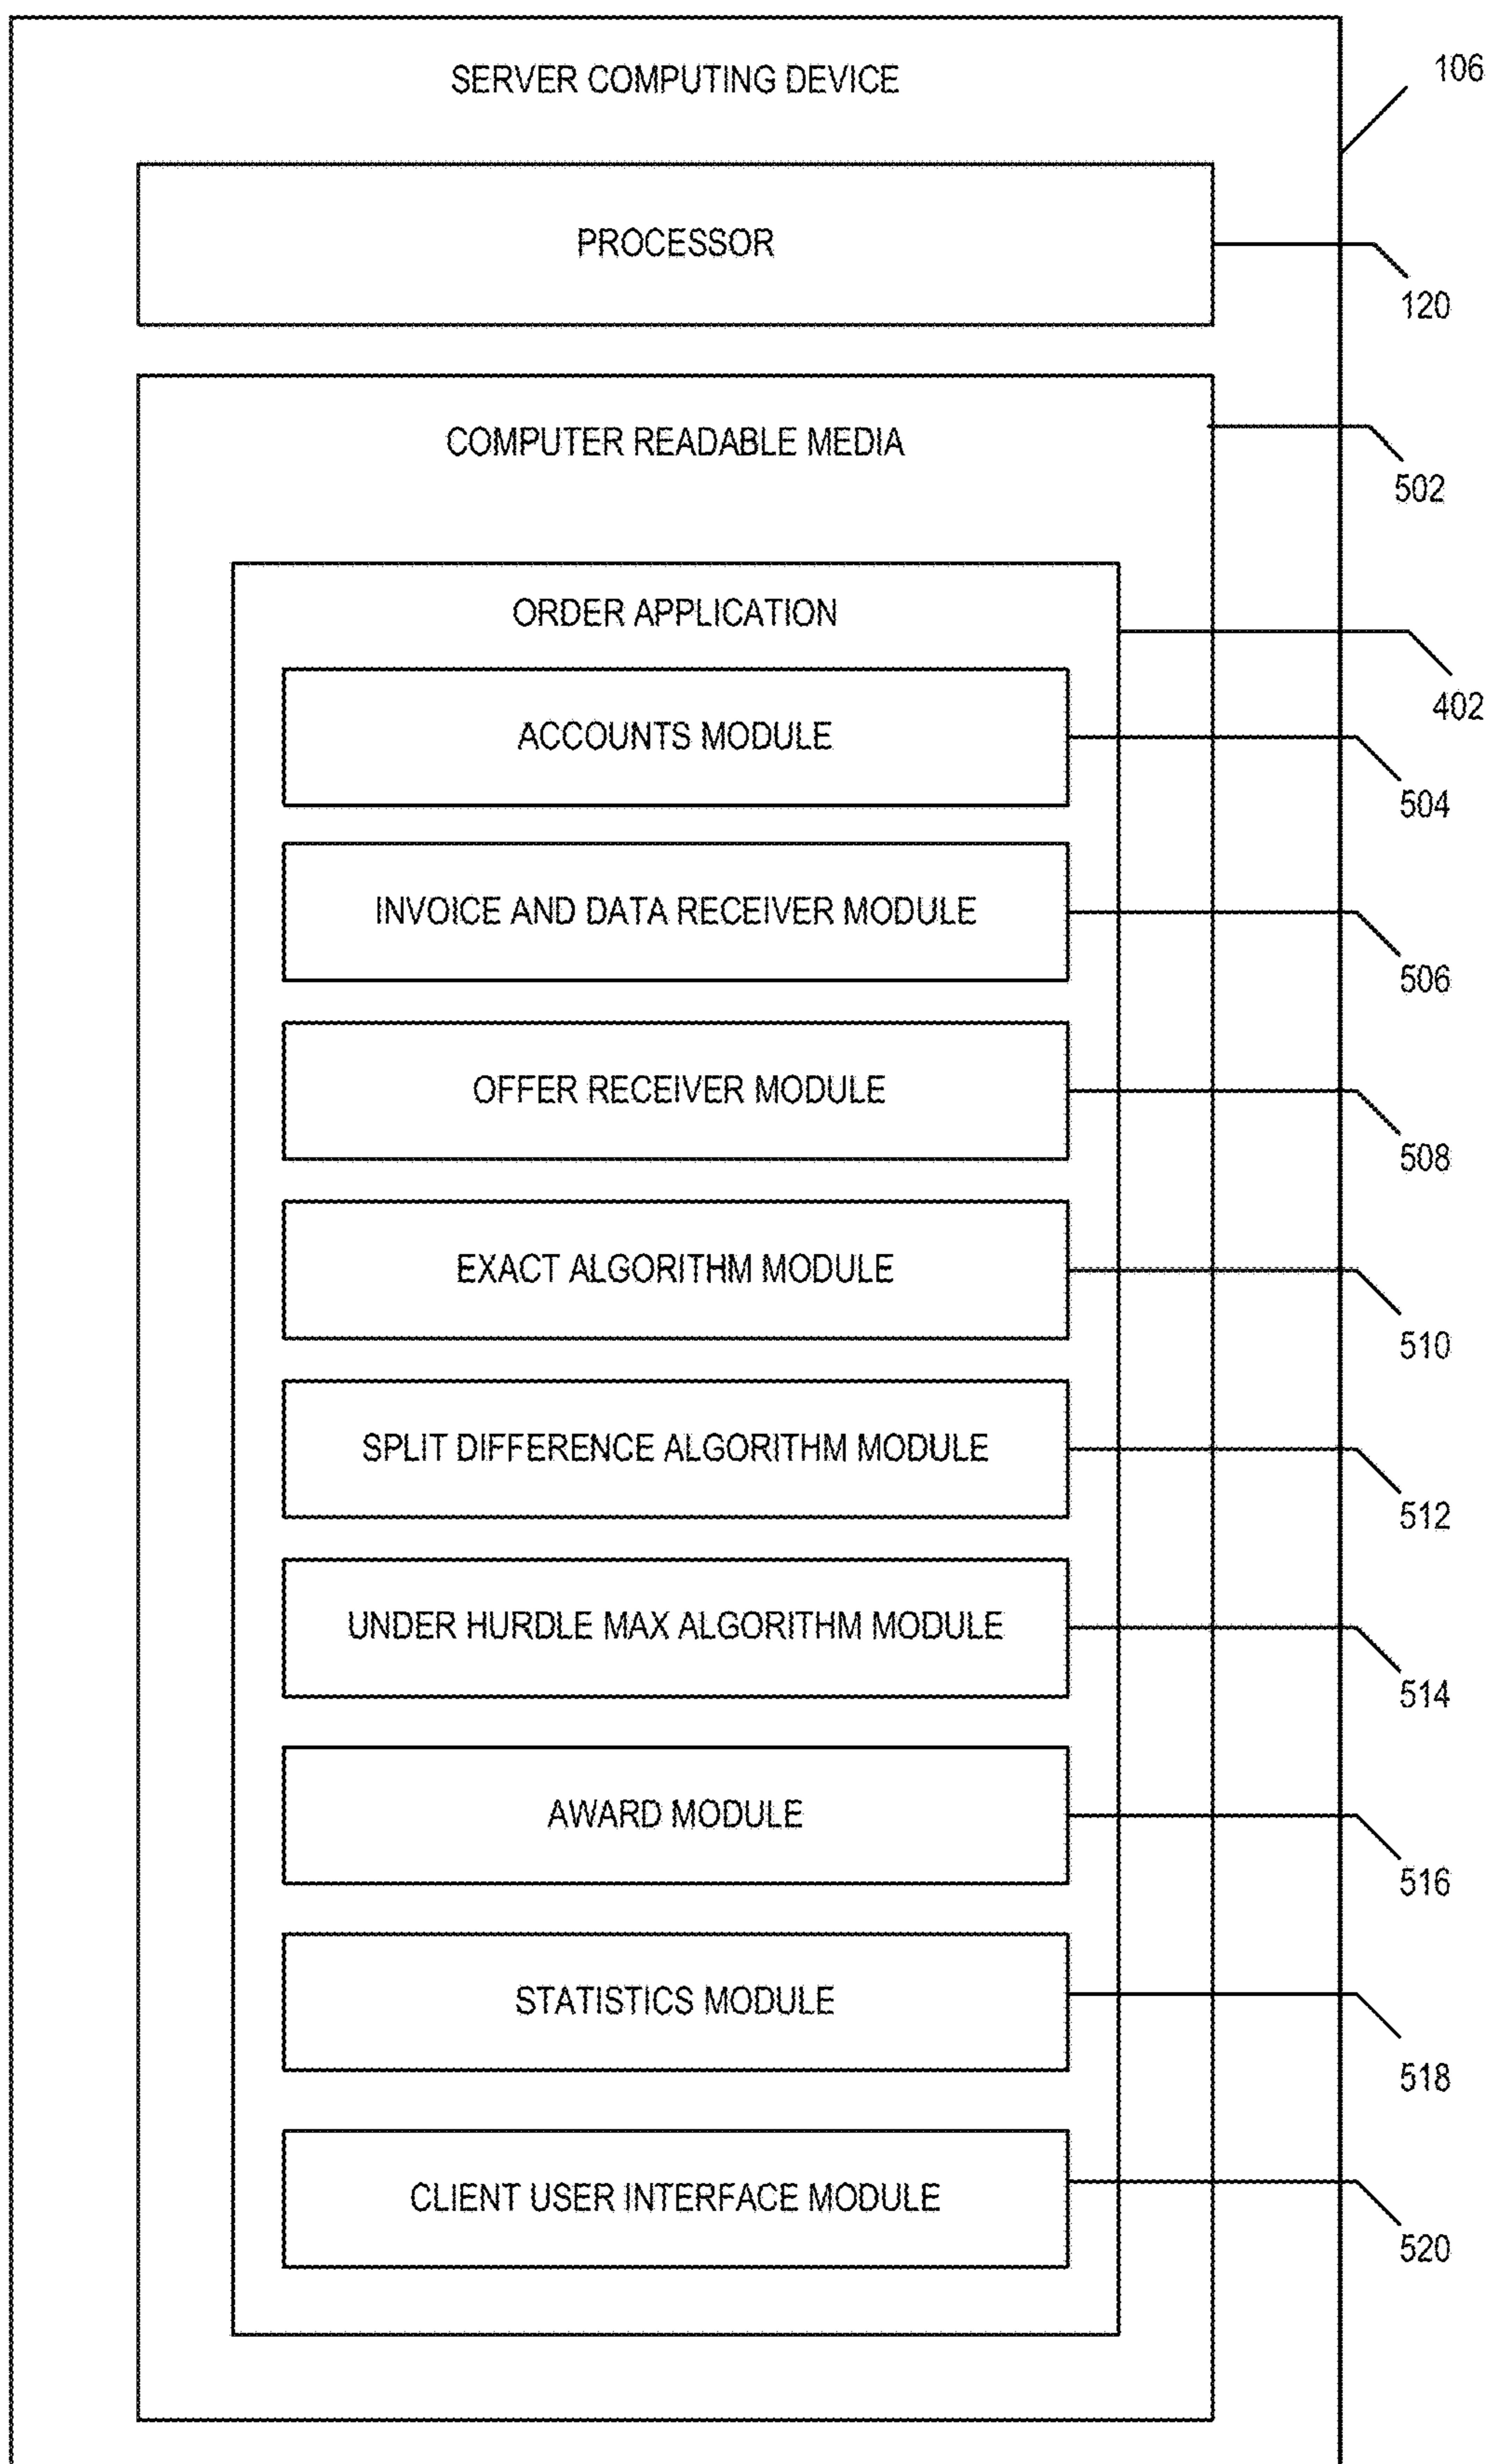 SERVER COMPUTING DEVICE
106
PROCESSOR
120
COMPUTER READABLE MEDIA
502
ORDER APPLICATION
402
ACCOUNTS MODULE
504
INVOICE AND DATA RECEIVER MODULE
506
OFFER RECEIVER MODULE
508
EXACT ALGORITHM MODULE
510
SPLIT DIFFERENCE ALGORITHM MODULE
512
UNDER HURDLE MAX ALGORITHM MODULE
514
AWARD MODULE
516
STATISTICS MODULE
518
CLIENT USER INTERFACE MODULE
520